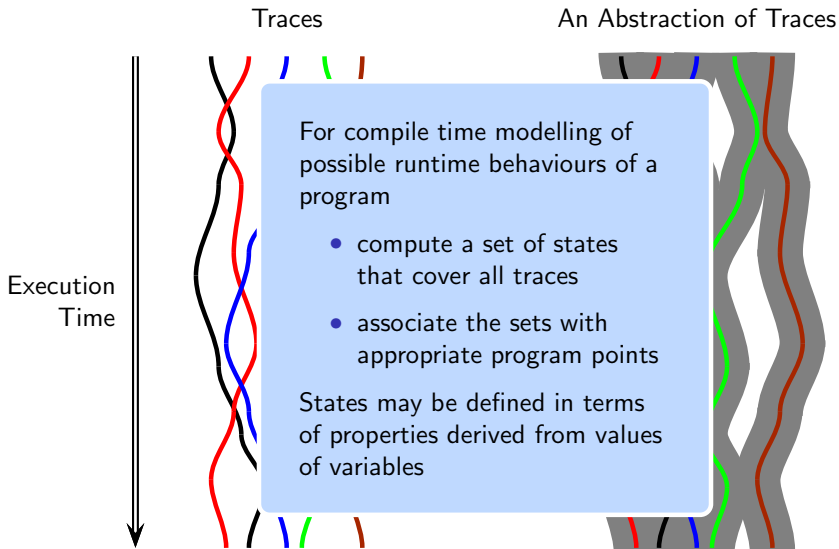 Traces
An Abstraction of Traces
Execution
Time
For compile time modelling of
possible runtime behaviours of a
program
• compute a set of states
that cover all traces
• associate the sets with
appropriate program points
States may be defined in terms
of properties derived from values
of variables